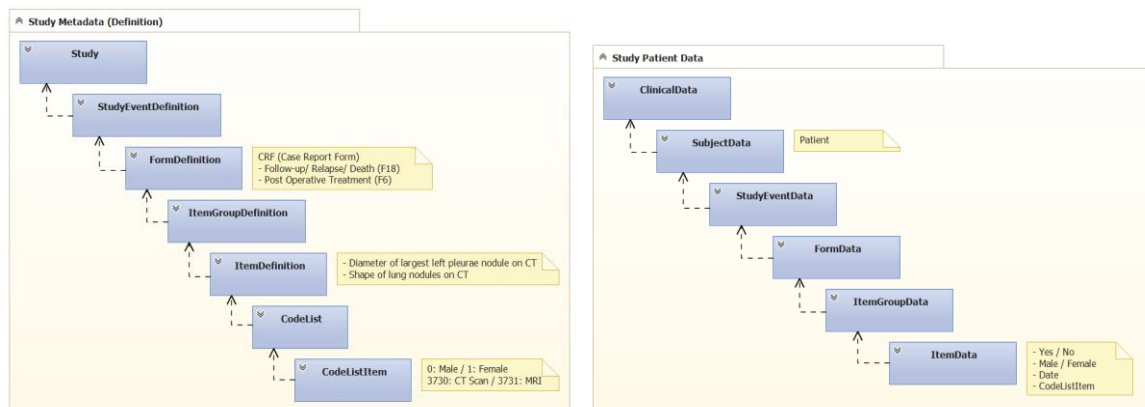 Study Metadata (Definition)
Study
StudyEventDefinition
FormDefinition
CRF (Case Report Form)
- Follow-up/ Relapse/ Death (F18)
- Post Operative Treatment (F6)
ItemGroupDefinition
ItemDefinition
- Diameter of largest left pleurae nodule on CT
- Shape of lung nodules on CT
CodeList
CodeListItem
0: Male / 1: Female
3730: CT Scan / 3731: MRI
Study Patient Data
ClinicalData
SubjectData
Patient
StudyEventData
FormData
ItemGroupData
ItemData
- Yes / No
- Male / Female
- Date
- CodeListItem